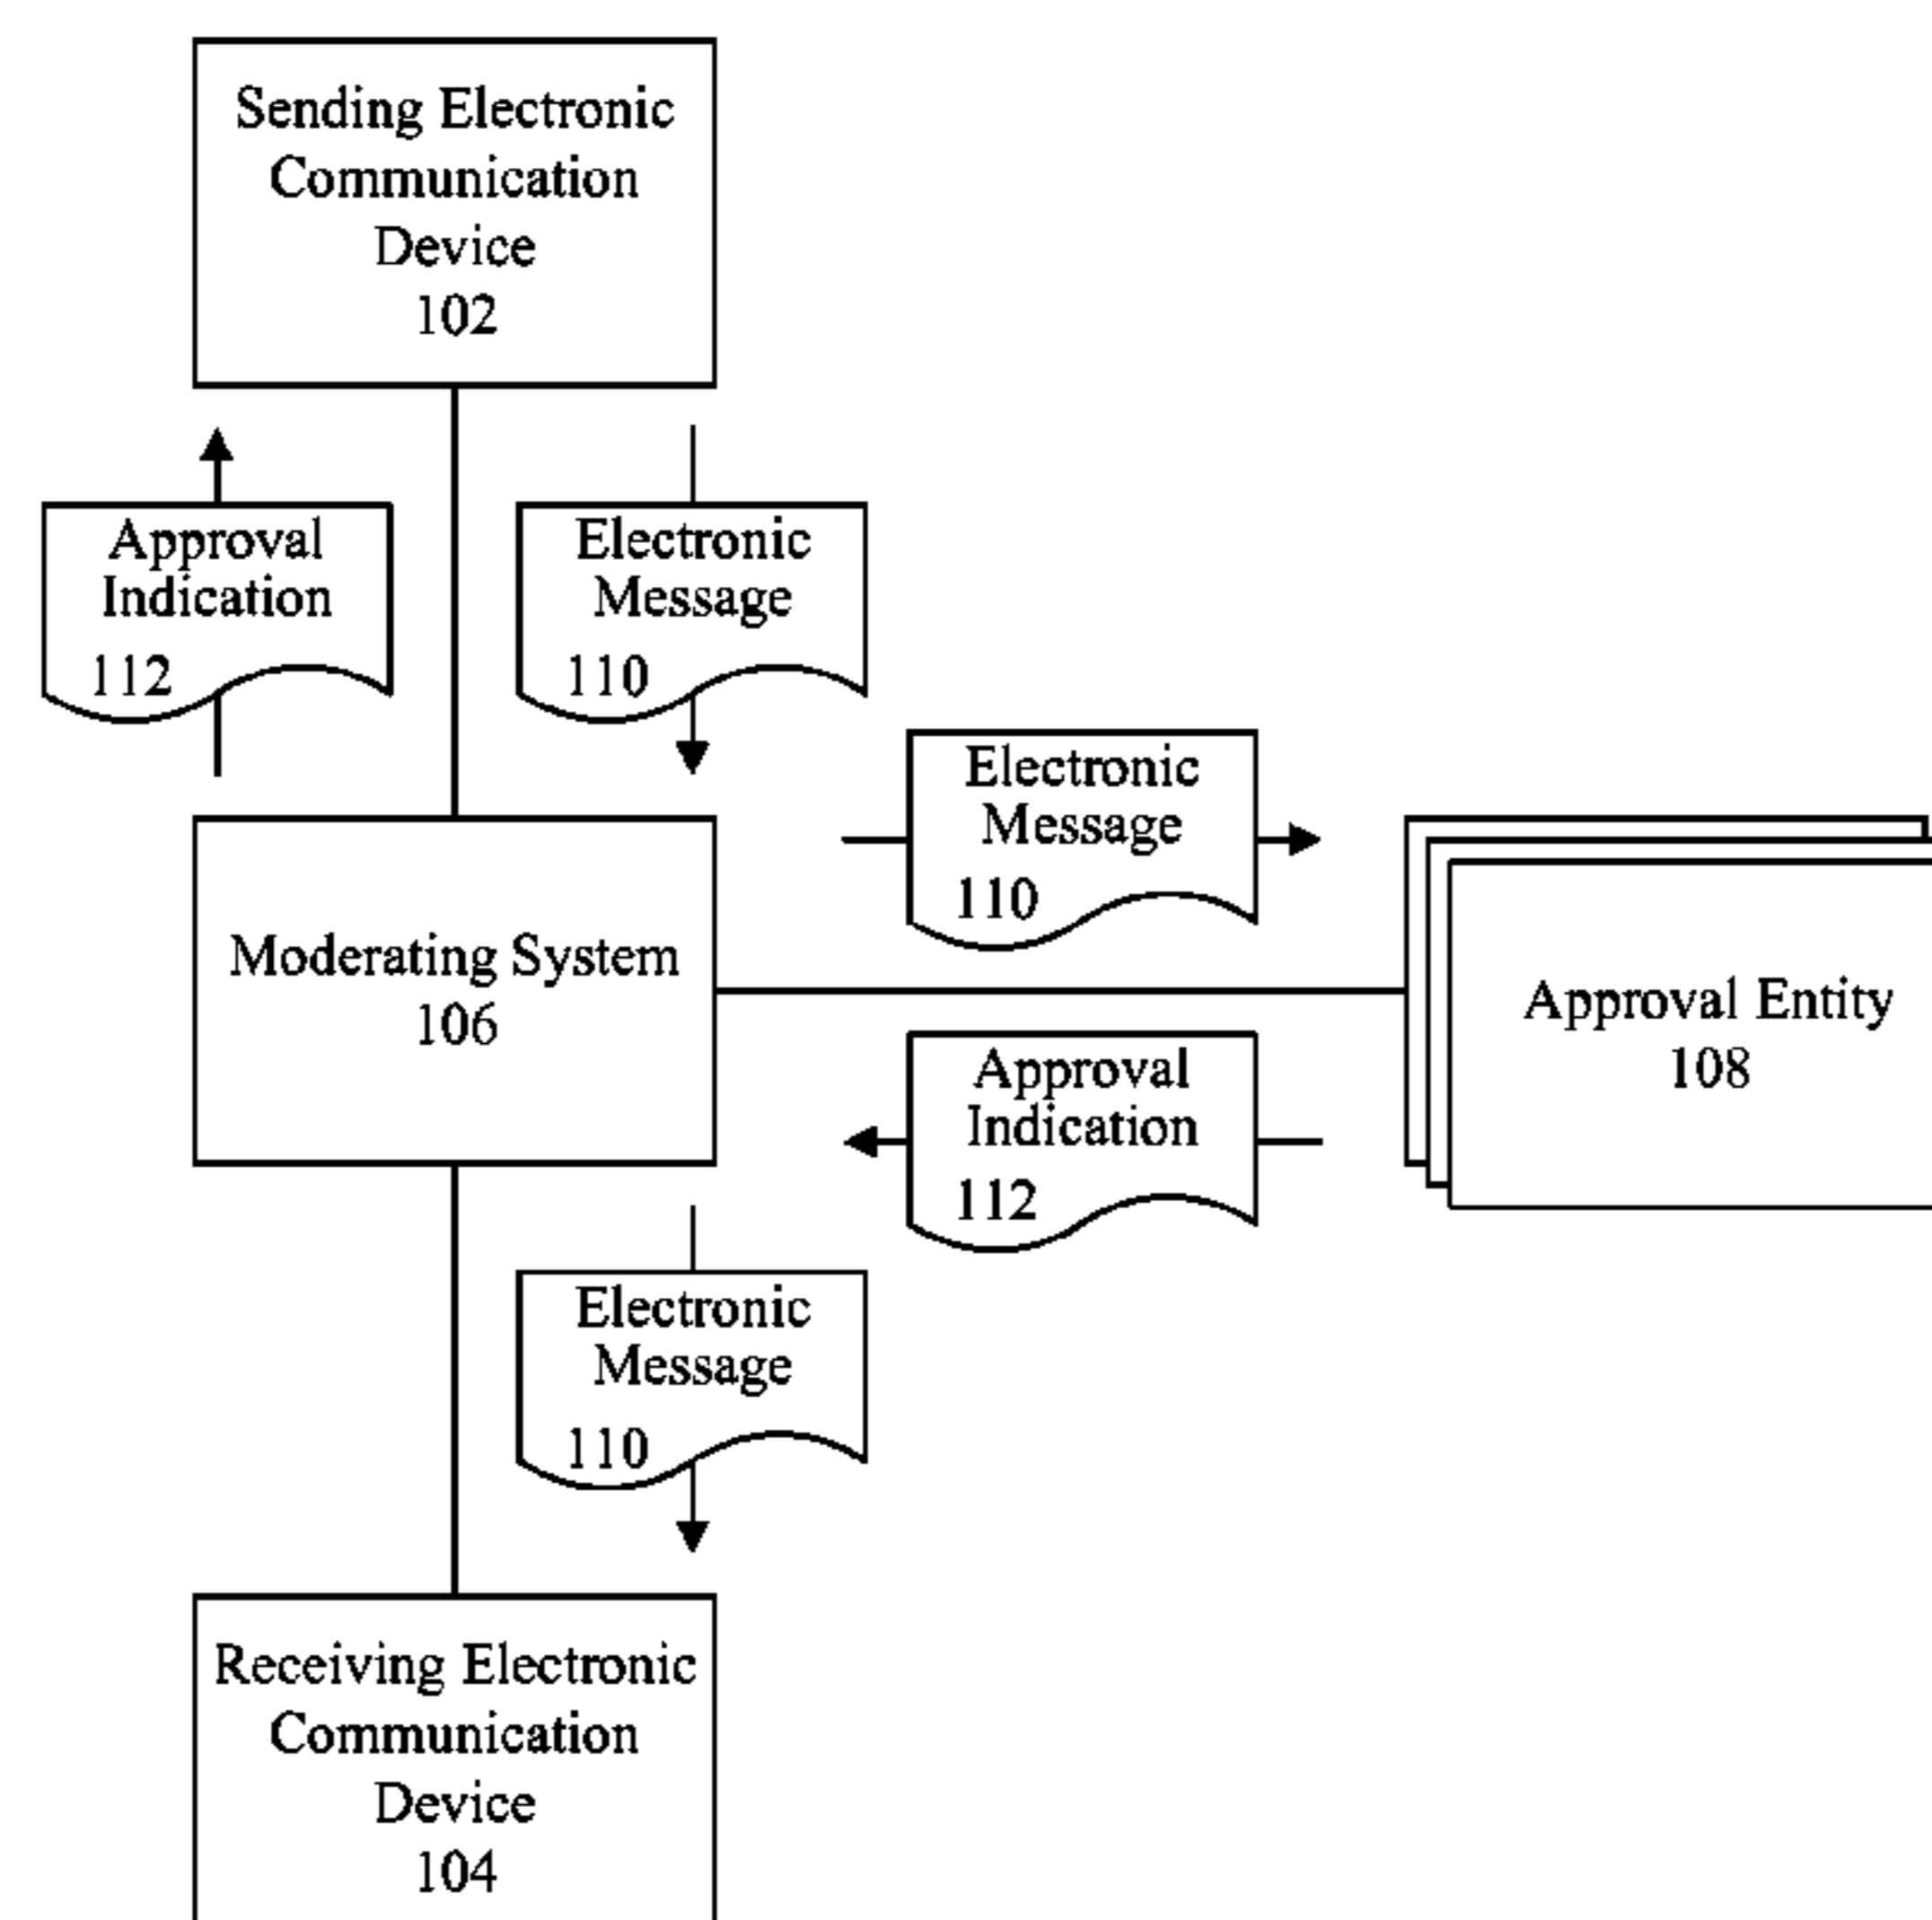 Sending Electronic
Communication
Device
102
Approval
Indication
112
Electronic
Message
110
Electronic
Message
110
Moderating System
106
Approval Entity
108
Approval
Indication
112
Electronic
Message
110
Receiving Electronic
Communication
Device
104